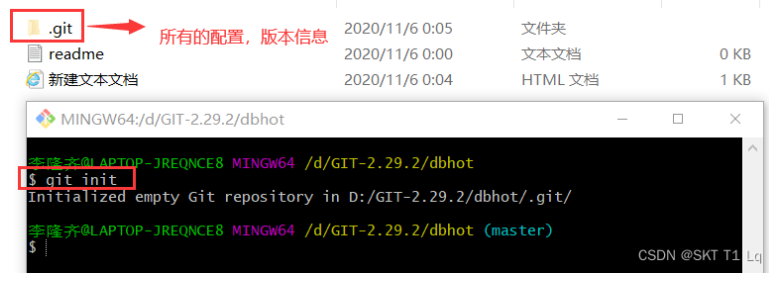 .git 所有的配置，版本信息 2020/11/6 0:05 文件夹
readme 2020/11/6 0:00 文本文档 0 KB
新建文本文档 2020/11/6 0:04 HTML 文档 1 KB
MINGW64:/d/GIT-2.29.2/dbhot
李隆齐@LAPTOP-JREQNCE8 MINGW64 /d/GIT-2.29.2/dbhot
$ git init
Initialized empty Git repository in D:/GIT-2.29.2/dbhot/.git/
李隆齐@LAPTOP-JREQNCE8 MINGW64 /d/GIT-2.29.2/dbhot (master)
$
CSDN @SKT T1 Lq